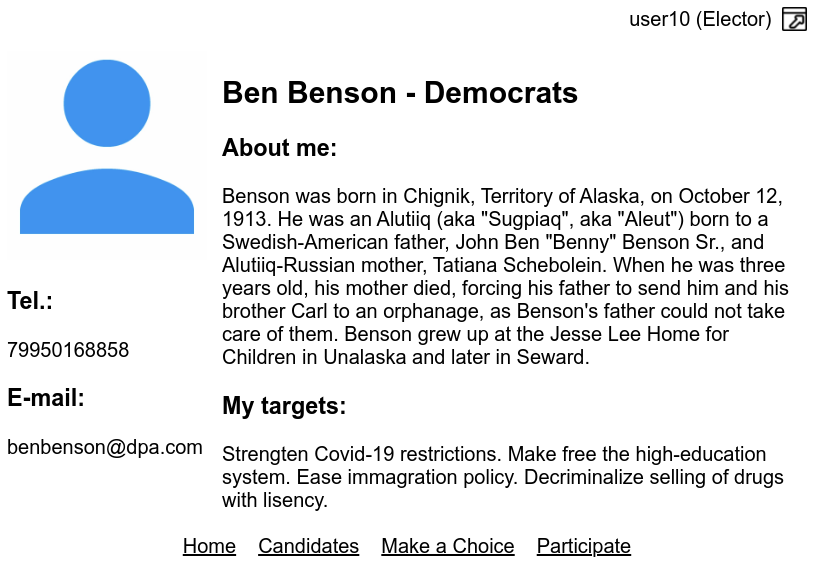 user10 (Elector)
Ben Benson - Democrats
About me:
Benson was born in Chignik, Territory of Alaska, on October 12,
1913. He was an Alutiiq (aka "Sugpiaq", aka "Aleut") born to a
Swedish-American father, John Ben "Benny" Benson Sr., and
Alutiiq-Russian mother, Tatiana Schebolein. When he was three
years old, his mother died, forcing his father to send him and his
brother Carl to an orphanage, as Benson's father could not take
care of them. Benson grew up at the Jesse Lee Home for
Children in Unalaska and later in Seward.
My targets:
Strengten Covid-19 restrictions. Make free the high-education
system. Ease immagration policy. Decriminalize selling of drugs
with lisency.
Tel.:
79950168858
E-mail:
benbenson@dpa.com
Home Candidates Make a Choice Participate